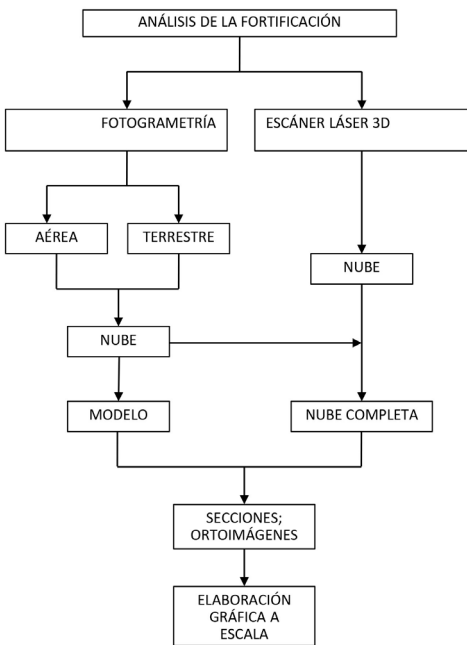 ANÁLISIS DE LA FORTIFICACIÓN
FOTOGRAMETRÍA
ESCÁNER LÁSER 3D
AÉREA
TERRESTRE
NUBE
NUBE
MODELO
NUBE COMPLETA
SECCIONES;
ORTOIMÁGENES
ELABORACIÓN
GRÁFICA A
ESCALA